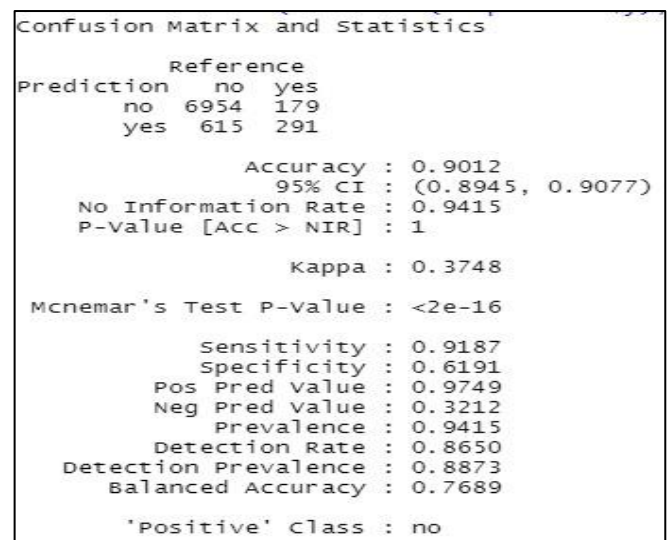 Confusion Matrix and Statistics
Reference
Prediction no yes
no 6954 179
yes 615 291
Accuracy : 0.9012
95% CI : (0.8945, 0.9077)
No Information Rate : 0.9415
P-Value [Acc > NIR] : 1
Kappa : 0.3748
Mcnemar's Test P-Value : <2e-16
Sensitivity : 0.9187
Specificity : 0.6191
Pos Pred Value : 0.9749
Neg Pred Value : 0.3212
Prevalence : 0.9415
Detection Rate : 0.8650
Detection Prevalence : 0.8873
Balanced Accuracy : 0.7689
'Positive' Class : no